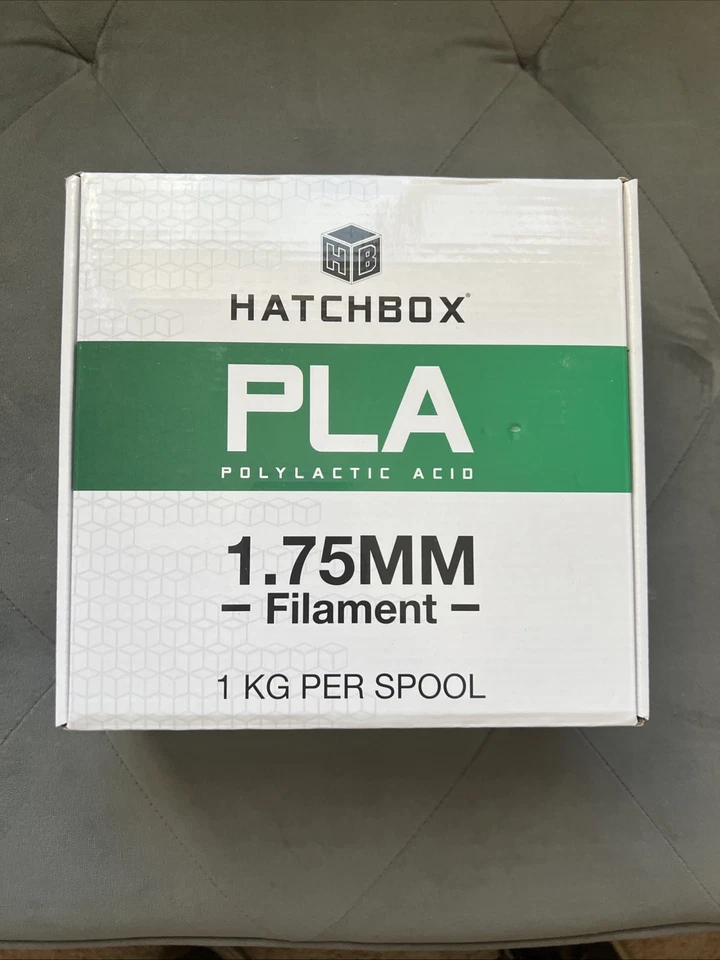 HB
HATCHBOX®
PLA
POLYLACTIC ACID
1.75MM
– Filament –
1 KG PER SPOOL